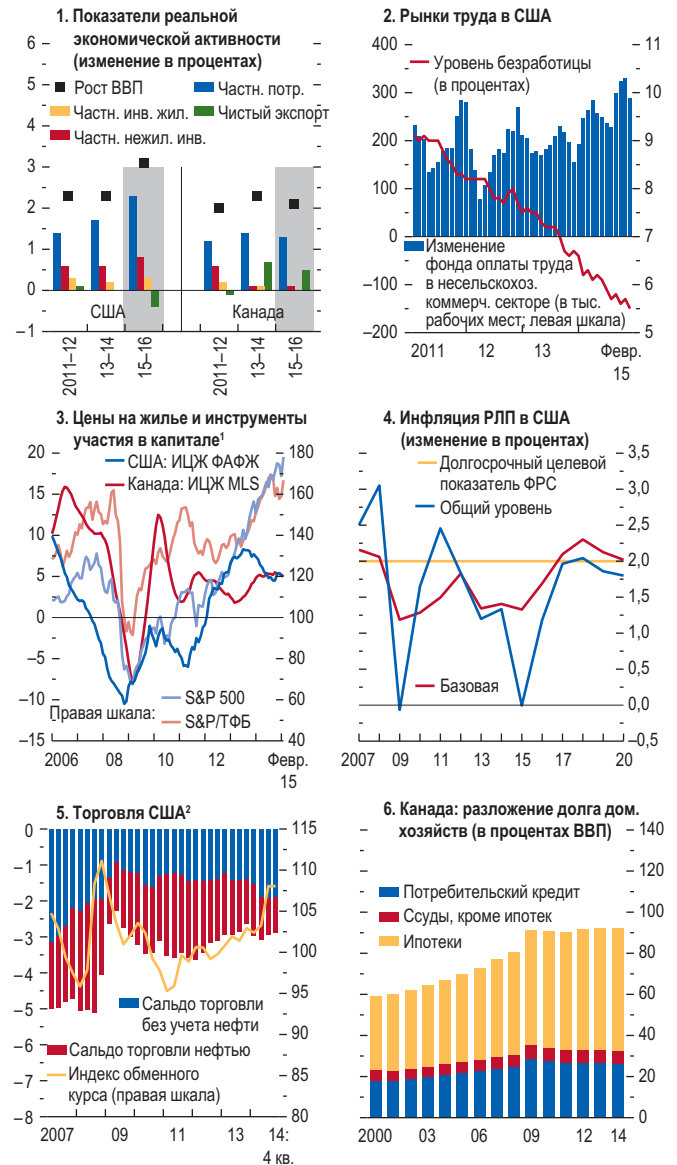 1. Показатели реальной
экономической активности
(изменение в процентах)
6
5
4
3
2
1
0
–1
Рост ВВП
Частн. потр.
Частн. инв. жил.
Чистый экспорт
Частн. нежил. инв.
США
Канада
2011–12
13–14
15–16
2011–12
13–14
15–16
2. Рынки труда в США
400
300
200
100
0
–100
–200
11
10
9
8
7
6
5
Уровень безработицы
(в процентах)
Изменение
фонда оплаты труда
в несельскохоз.
коммерч. секторе (в тыс.
рабочих мест; левая шкала)
2011
12
13
Февр.
15
3. Цены на жилье и инструменты
участия в капитале¹
20
15
10
5
0
–5
–10
–15
180
160
140
120
100
80
60
40
США: ИЦЖ ФАФЖ
Канада: ИЦЖ MLS
Правая шкала:
S&P 500
S&P/ТФБ
2006
08
10
12
Февр.
15
4. Инфляция РЛП в США
(изменение в процентах)
3,5
3,0
2,5
2,0
1,5
1,0
0,5
0,0
–0,5
Долгосрочный целевой
показатель ФРС
Общий уровень
Базовая
2007
09
11
13
15
17
20
5. Торговля США²
0
–1
–2
–3
–4
–5
–6
–7
–8
115
110
105
100
95
90
85
80
Сальдо торговли
без учета нефти
Сальдо торговли нефтью
Индекс обменного
курса (правая шкала)
2007
09
11
13
14:
4 кв.
6. Канада: разложение долга дом.
хозяйств (в процентах ВВП)
140
120
100
80
60
40
20
0
Потребительский кредит
Ссуды, кроме ипотек
Ипотеки
2000
03
06
09
12
14